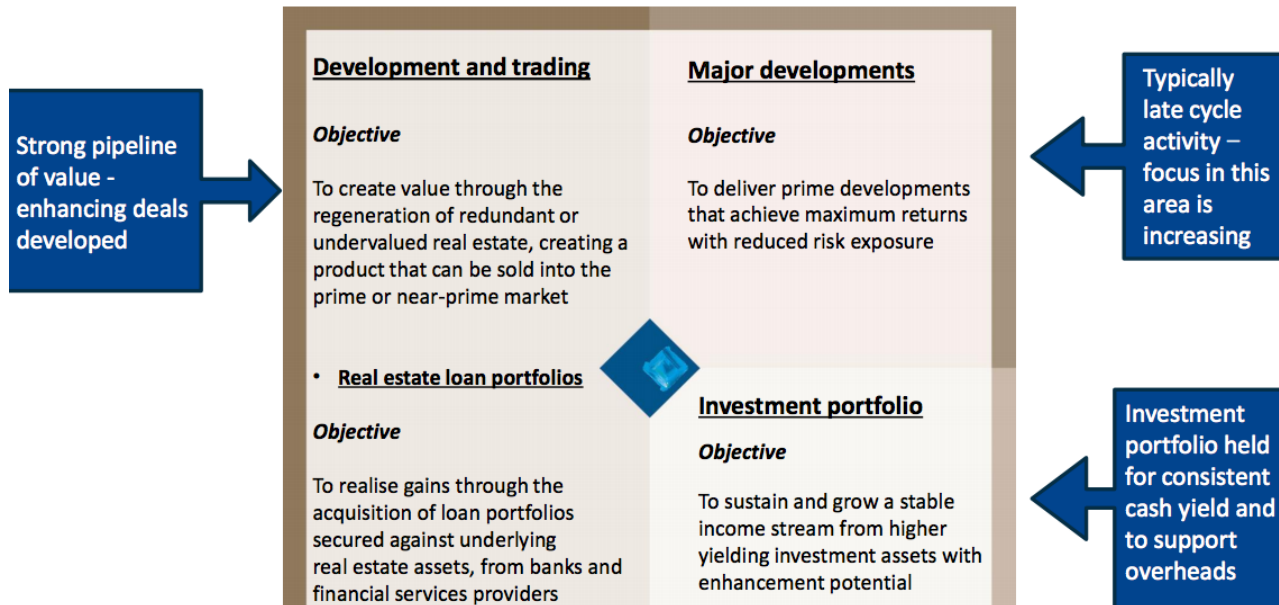 Strong pipeline
of value -
enhancing deals
developed
Development and trading
Objective
To create value through the
regeneration of redundant or
undervalued real estate, creating a
product that can be sold into the
prime or near-prime market
• Real estate loan portfolios
Objective
To realise gains through the
acquisition of loan portfolios
secured against underlying
real estate assets, from banks and
financial services providers
Major developments
Objective
To deliver prime developments
that achieve maximum returns
with reduced risk exposure
Investment portfolio
Objective
To sustain and grow a stable
income stream from higher
yielding investment assets with
enhancement potential
Typically
late cycle
activity –
focus in this
area is
increasing
Investment
portfolio held
for consistent
cash yield and
to support
overheads